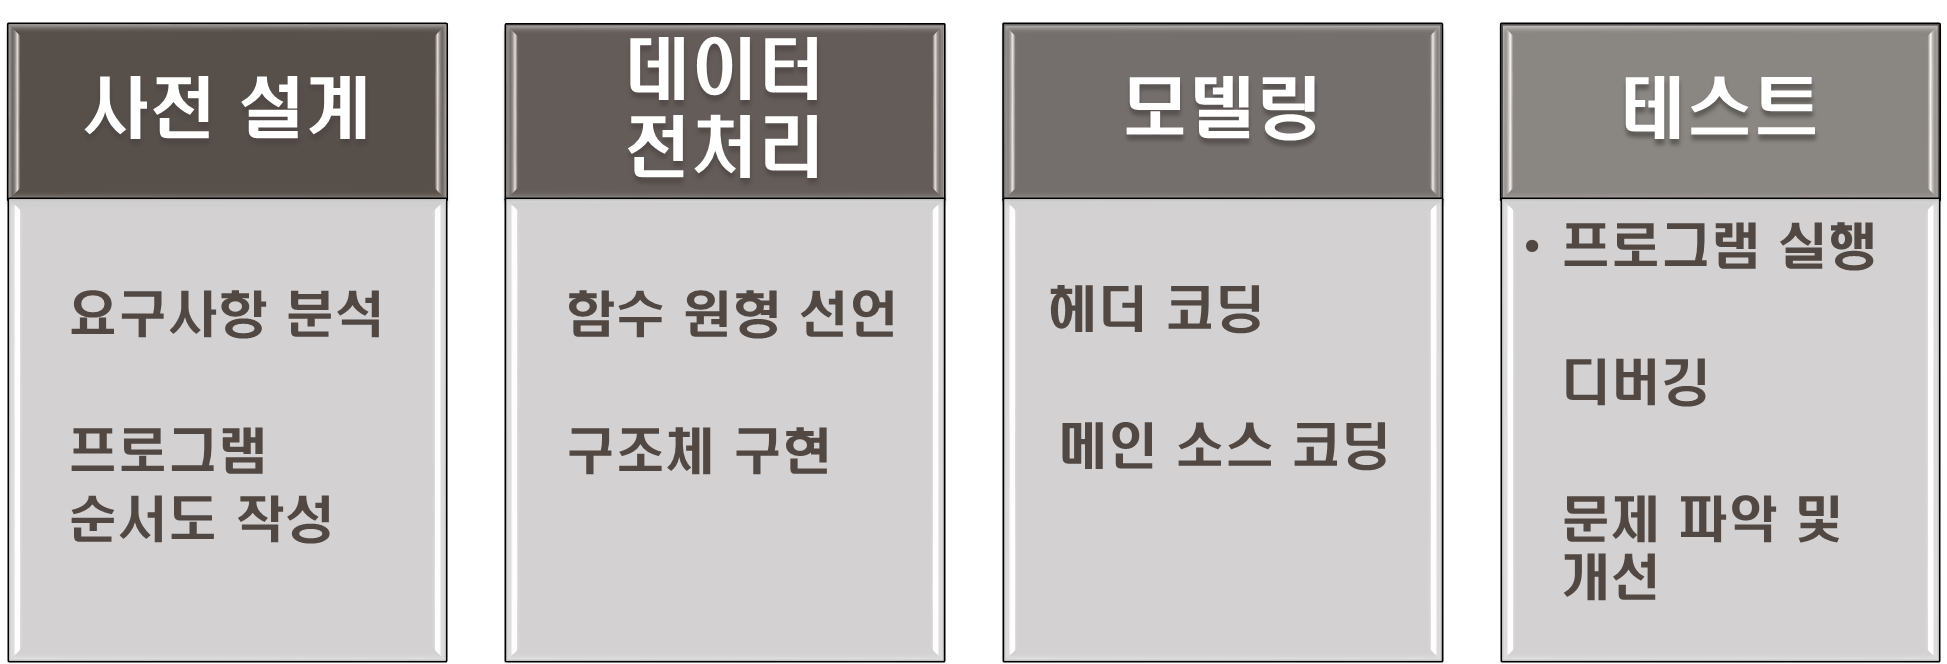 사전 설계
요구사항 분석
프로그램
순서도 작성
데이터
전처리
함수 원형 선언
구조체 구현
모델링
헤더 코딩
메인 소스 코딩
테스트
• 프로그램 실행
디버깅
문제 파악 및
개선